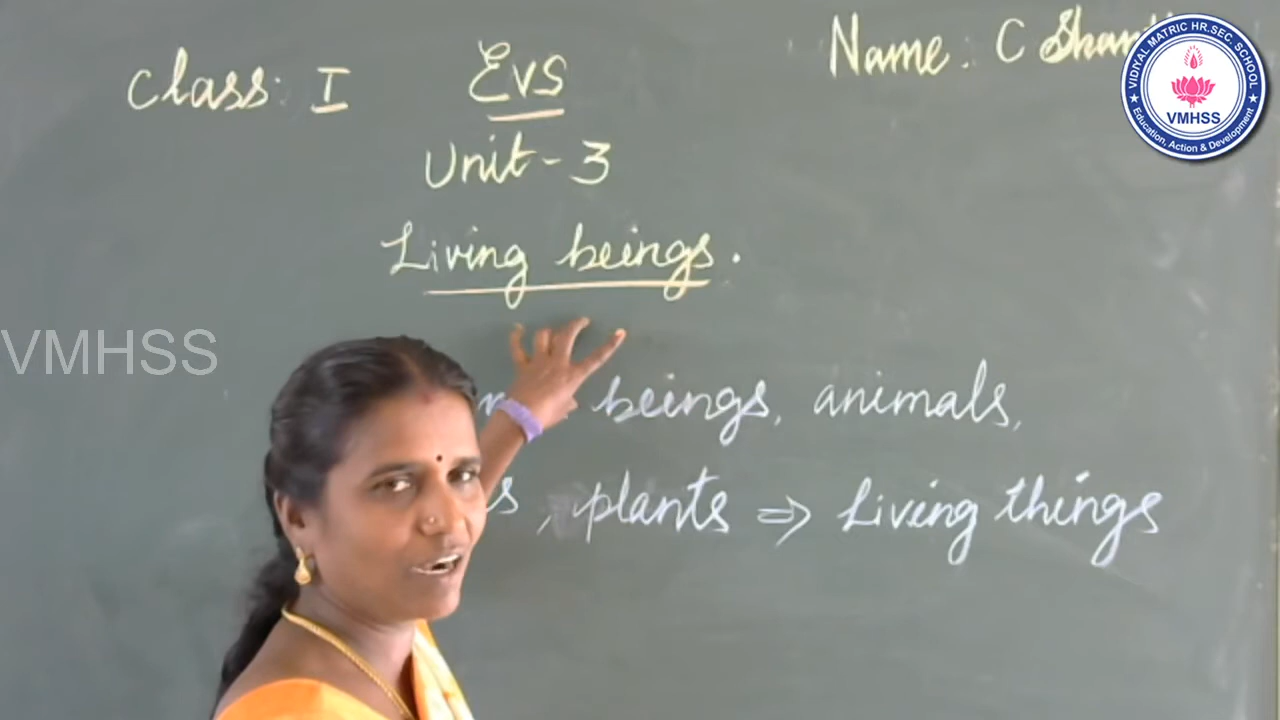 Class: I
Evs
Name: C
Unit - 3
Living beings.
beings, animals,
, plants ⇒ Living things
VIDIYAL MATRIC HR.SEC. SCHOOL
VMHSS
Education, Action & Development
VMHSS